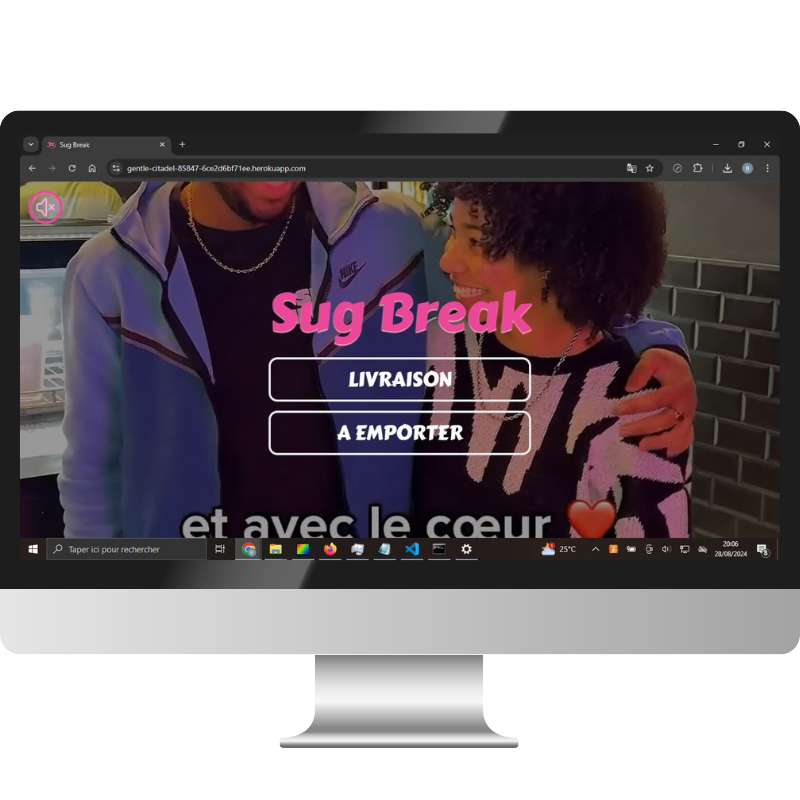 Sug Break
gentle-citadel-85847-6ce2d6bf71ee.herokuapp.com
NIKE
Sug Break
LIVRAISON
A EMPORTER
et avec le cœur
Taper ici pour rechercher
25°C
20:06
28/08/2024